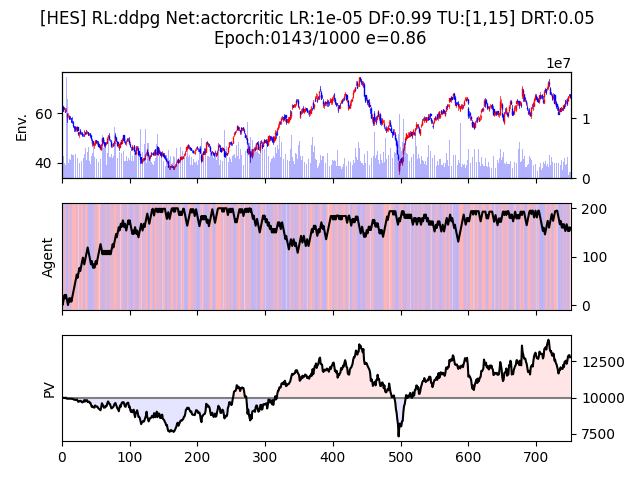 [HES] RL:ddpg Net:actorcritic LR:1e-05 DF:0.99 TU:[1,15] DRT:0.05
Epoch:0143/1000 e=0.86
1e7
Env.
60
40
1
0
Agent
200
100
0
PV
12500
10000
7500
0 100 200 300 400 500 600 700